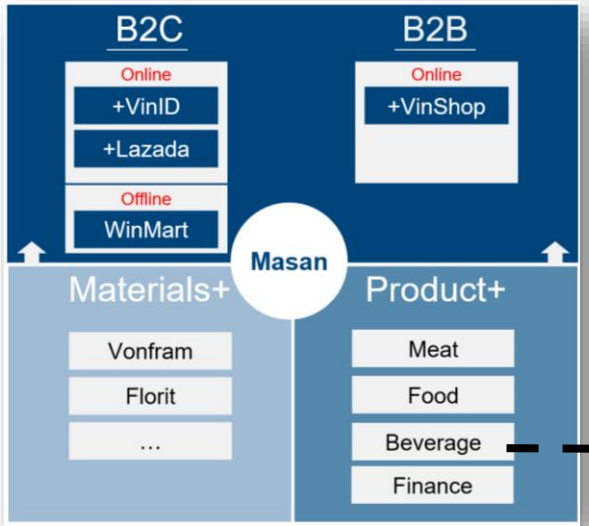 B2C
Online
+VinID
+Lazada
Offline
WinMart
B2B
Online
+VinShop
Masan
Materials+
Vonfram
Florit
...
Product+
Meat
Food
Beverage
Finance